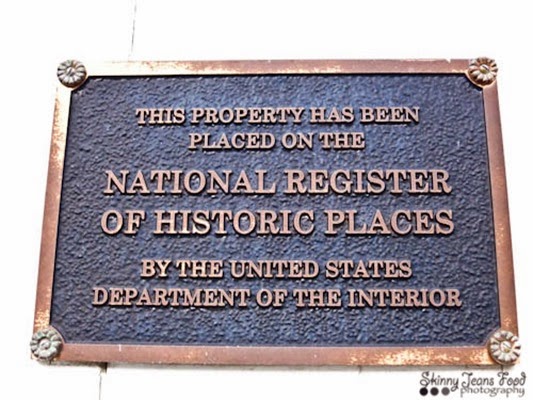 THIS PROPERTY HAS BEEN
PLACED ON THE
NATIONAL REGISTER
OF HISTORIC PLACES
BY THE UNITED STATES
DEPARTMENT OF THE INTERIOR
Skinny Jeans Food
photography